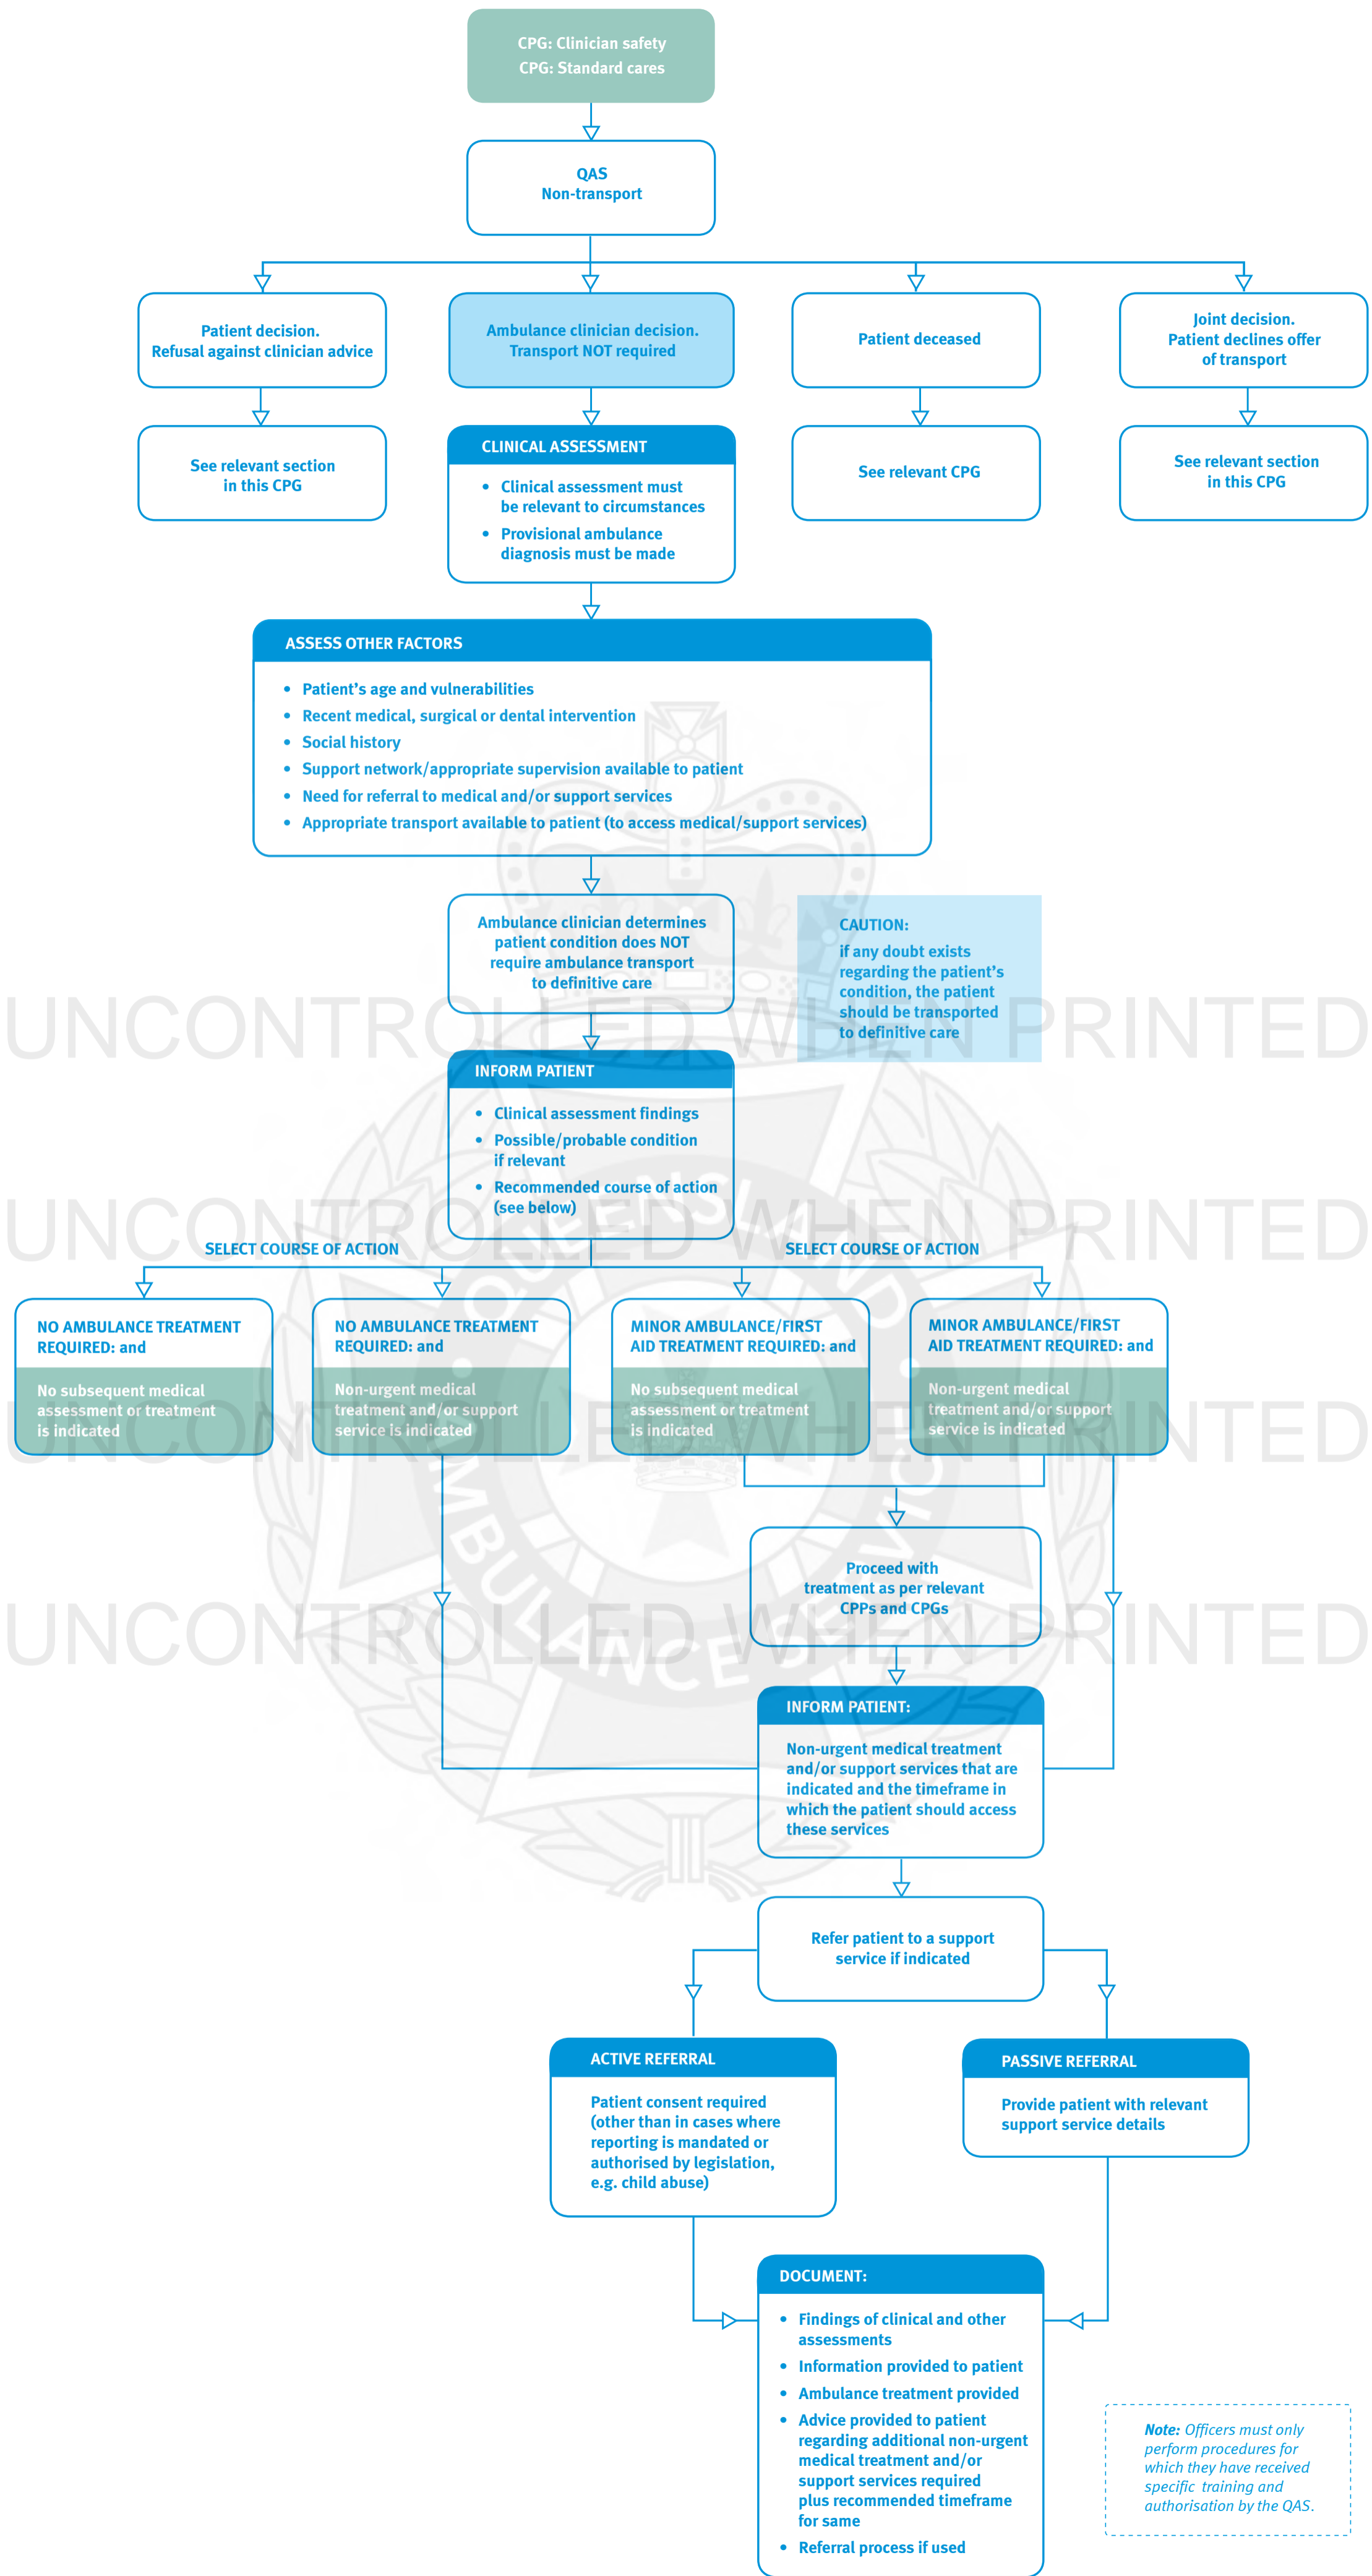 CPG: Clinician safety
CPG: Standard cares
QAS
Non-transport
Patient decision.
Refusal against clinician advice
Ambulance clinician decision.
Transport NOT required
Patient deceased
Joint decision.
Patient declines offer
of transport
See relevant section
in this CPG
CLINICAL ASSESSMENT
• Clinical assessment must
be relevant to circumstances
• Provisional ambulance
diagnosis must be made
See relevant CPG
See relevant section
in this CPG
ASSESS OTHER FACTORS
• Patient’s age and vulnerabilities
• Recent medical, surgical or dental intervention
• Social history
• Support network/appropriate supervision available to patient
• Need for referral to medical and/or support services
• Appropriate transport available to patient (to access medical/support services)
Ambulance clinician determines
patient condition does NOT
require ambulance transport
to definitive care
CAUTION:
if any doubt exists
regarding the patient’s
condition, the patient
should be transported
to definitive care
UNCONTROLLED WHEN PRINTED
INFORM PATIENT
• Clinical assessment findings
• Possible/probable condition
if relevant
• Recommended course of action
(see below)
UNCONTROLLED WHEN PRINTED
QUEENSLAND
AMBULANCE SERVICE
SELECT COURSE OF ACTION
SELECT COURSE OF ACTION
NO AMBULANCE TREATMENT
REQUIRED: and
No subsequent medical
assessment or treatment
is indicated
NO AMBULANCE TREATMENT
REQUIRED: and
Non-urgent medical
treatment and/or support
service is indicated
MINOR AMBULANCE/FIRST
AID TREATMENT REQUIRED: and
No subsequent medical
assessment or treatment
is indicated
MINOR AMBULANCE/FIRST
AID TREATMENT REQUIRED: and
Non-urgent medical
treatment and/or support
service is indicated
UNCONTROLLED WHEN PRINTED
Proceed with
treatment as per relevant
CPPs and CPGs
UNCONTROLLED WHEN PRINTED
INFORM PATIENT:
Non-urgent medical treatment
and/or support services that are
indicated and the timeframe in
which the patient should access
these services
Refer patient to a support
service if indicated
ACTIVE REFERRAL
Patient consent required
(other than in cases where
reporting is mandated or
authorised by legislation,
e.g. child abuse)
PASSIVE REFERRAL
Provide patient with relevant
support service details
DOCUMENT:
• Findings of clinical and other
assessments
• Information provided to patient
• Ambulance treatment provided
• Advice provided to patient
regarding additional non-urgent
medical treatment and/or
support services required
plus recommended timeframe
for same
• Referral process if used
Note: Officers must only
perform procedures for
which they have received
specific training and
authorisation by the QAS.